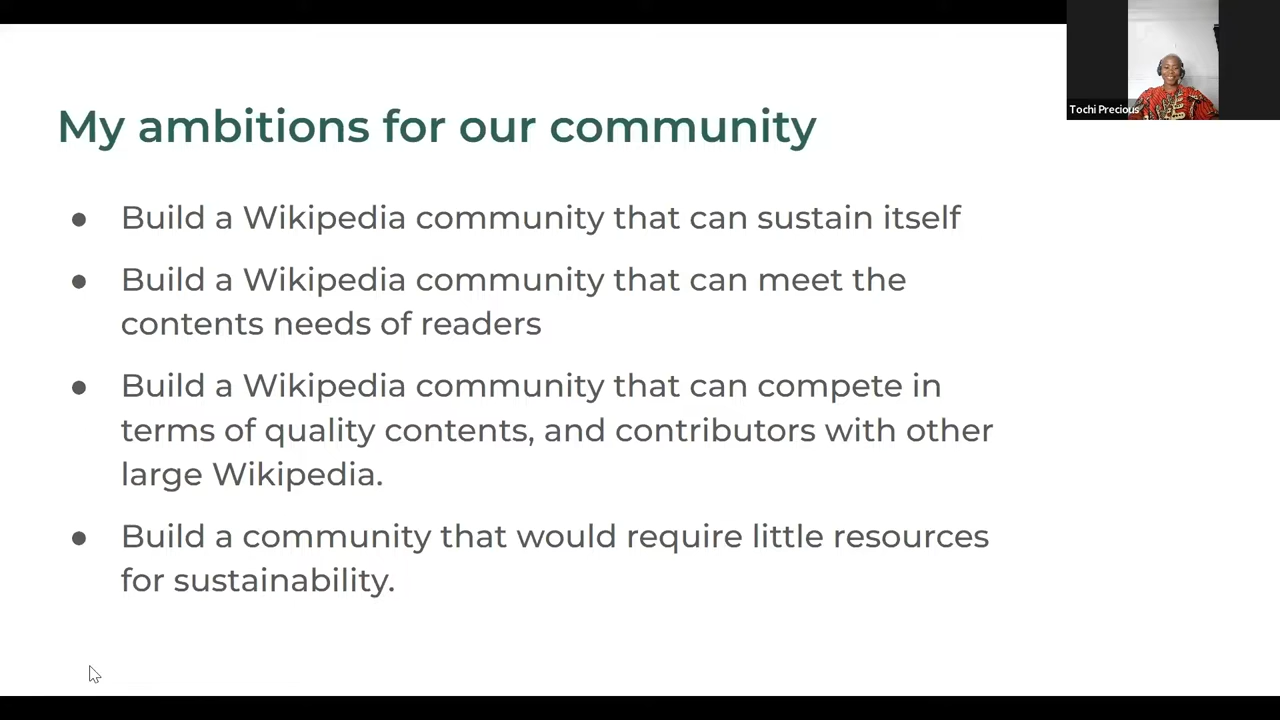 My ambitions for our community
● Build a Wikipedia community that can sustain itself
● Build a Wikipedia community that can meet the
contents needs of readers
● Build a Wikipedia community that can compete in
terms of quality contents, and contributors with other
large Wikipedia.
● Build a community that would require little resources
for sustainability.
Tochi Precious